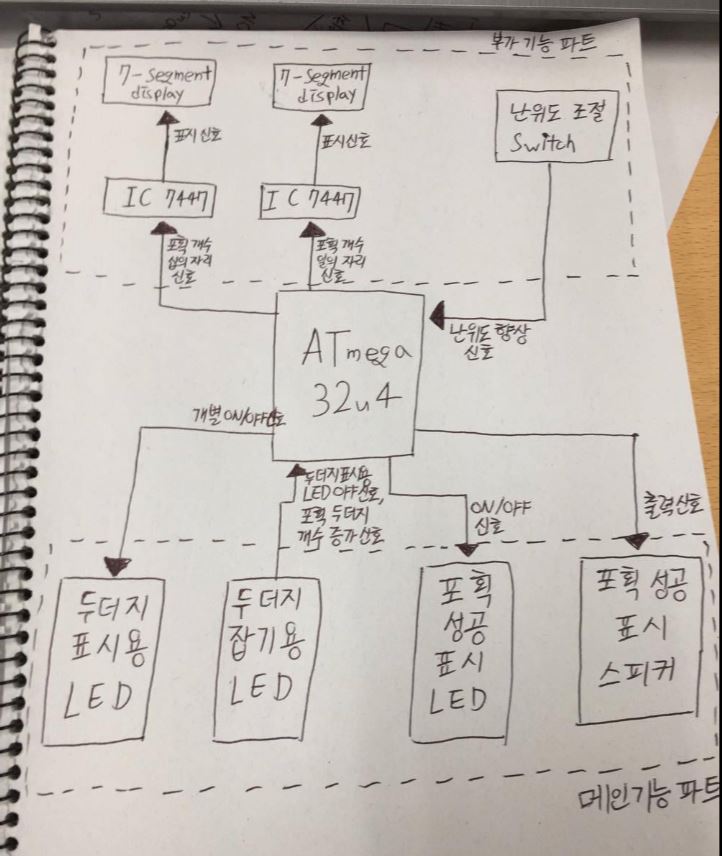 부가기능 파트
7-Segment
display
7-Segment
display
난위도 조절
Switch
표시 신호
표시신호
IC 7447
IC 7447
포획 개수
십의 자리
신호
포획 개수
일의 자리
신호
난위도 향상
신호
ATmega
32u4
개별 ON/OFF신호
두더지표시용
LED OFF신호,
포획 두더지
개수 증가신호
ON/OFF
신호
출력신호
두더지
표시용
LED
두더지
잡기용
LED
포획
성공
표시
LED
포획 성공
표시
스피커
메인기능 파트